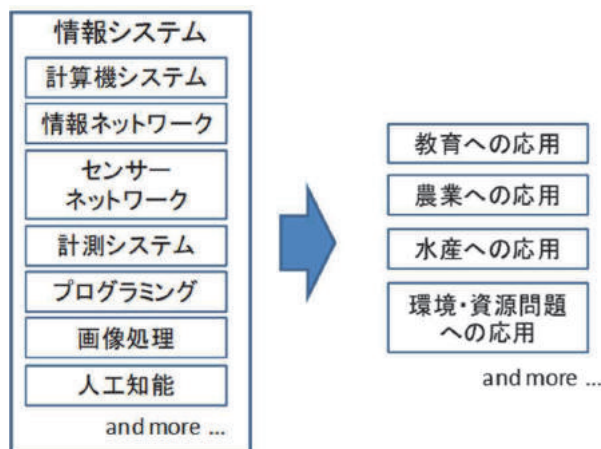 情報システム
計算機システム
情報ネットワーク
センサー
ネットワーク
計測システム
プログラミング
画像処理
人工知能
and more ...
教育への応用
農業への応用
水産への応用
環境・資源問題
への応用
and more ...